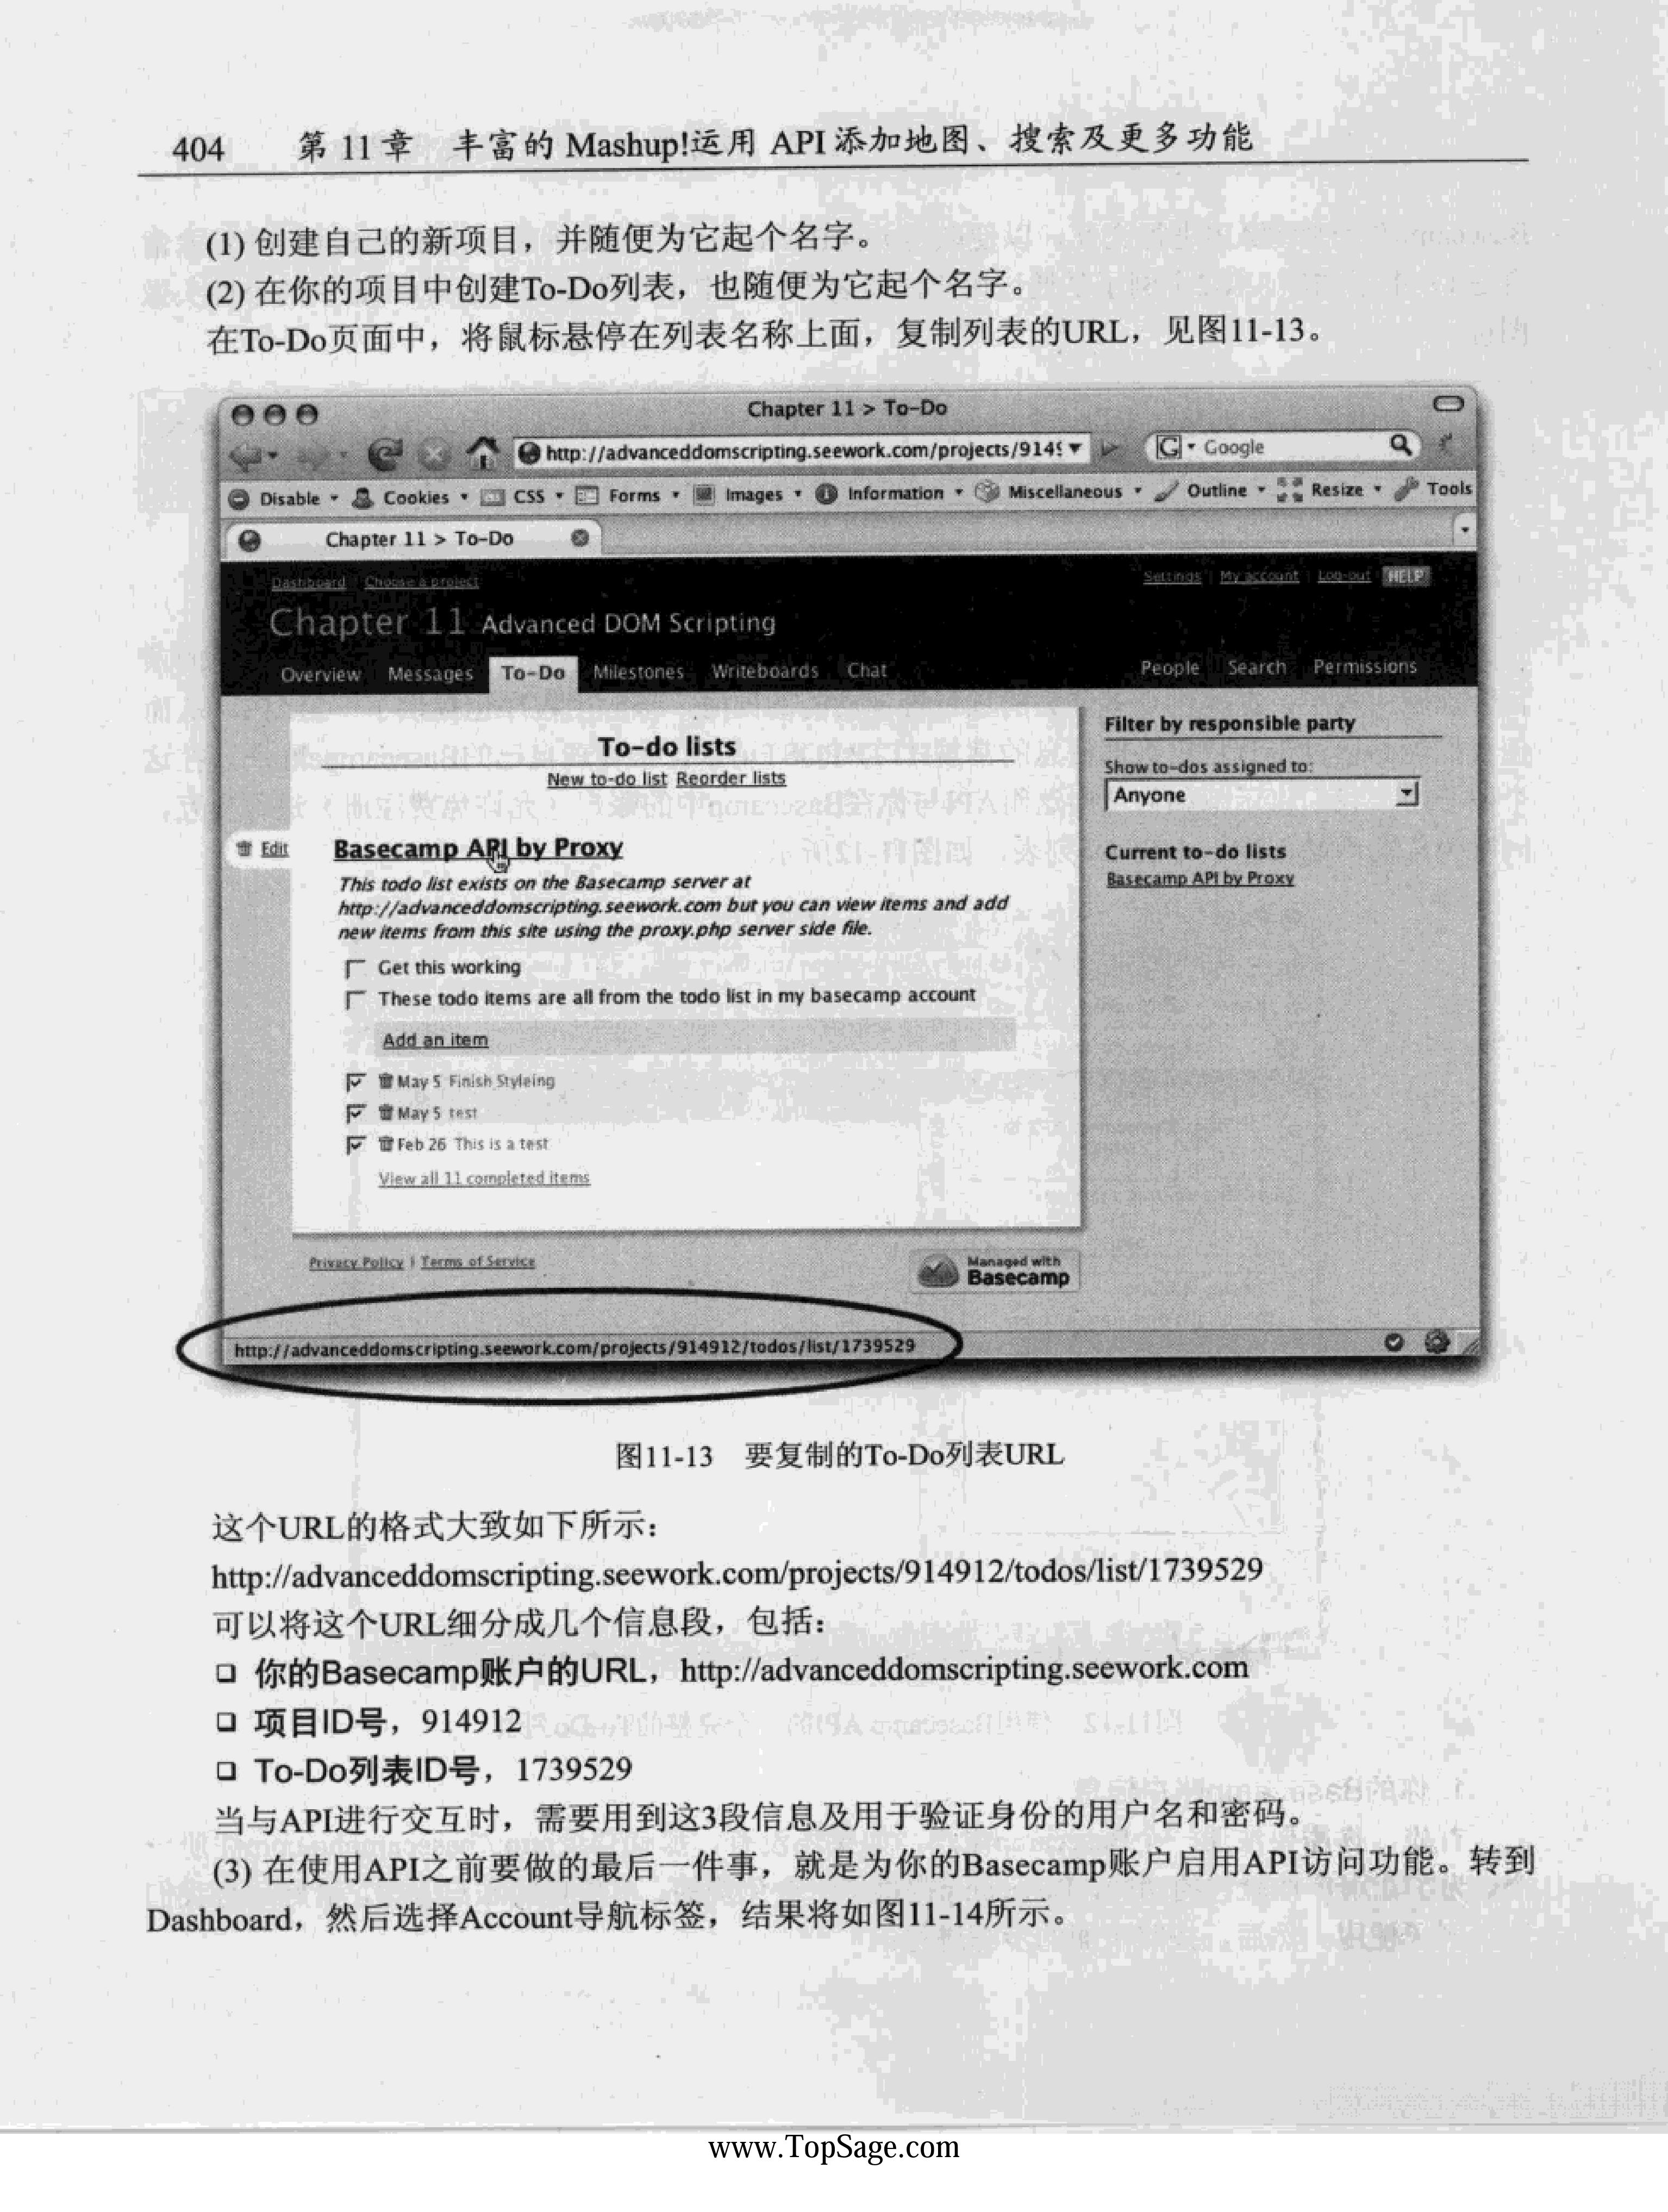 404 第 11 章 丰富的 Mashup!运用 API 添加地图、搜索及更多功能
(1) 创建自己的新项目，并随便为它起个名字。
(2) 在你的项目中创建To-Do列表，也随便为它起个名字。
在To-Do页面中，将鼠标悬停在列表名称上面，复制列表的URL，见图11-13。
Chapter 11 > To-Do
http://advanceddomscripting.seework.com/projects/914 Google
Disable Cookies CSS Forms Images Information Miscellaneous Outline Resize Tools
Chapter 11 > To-Do
Dashboard Choose a project Settings | My account | Log-out HELP
Chapter 11 Advanced DOM Scripting
Overview Messages To-Do Milestones Writeboards Chat People Search Permissions
Filter by responsible party
To-do lists
New to-do list Reorder lists
Show to-dos assigned to:
Anyone
Edit Basecamp API by Proxy
This todo list exists on the Basecamp server at
http://advanceddomscripting.seework.com but you can view items and add
new items from this site using the proxy.php server side file.
Current to-do lists
Basecamp API by Proxy
Get this working
These todo items are all from the todo list in my basecamp account
Add an item
May 5 Finish Styleing
May 5 test
Feb 26 This is a test
View all 11 completed items
Privacy Policy | Terms of Service
Managed with
Basecamp
http://advanceddomscripting.seework.com/projects/914912/todos/list/1739529
图11-13 要复制的To-Do列表URL
这个URL的格式大致如下所示：
http://advanceddomscripting.seework.com/projects/914912/todos/list/1739529
可以将这个URL细分成几个信息段，包括：
❑ 你的Basecamp账户的URL，http://advanceddomscripting.seework.com
❑ 项目ID号，914912
❑ To-Do列表ID号，1739529
当与API进行交互时，需要用到这3段信息及用于验证身份的用户名和密码。
(3) 在使用API之前要做的最后一件事，就是为你的Basecamp账户启用API访问功能。转到
Dashboard，然后选择Account导航标签，结果将如图11-14所示。
www.TopSage.com